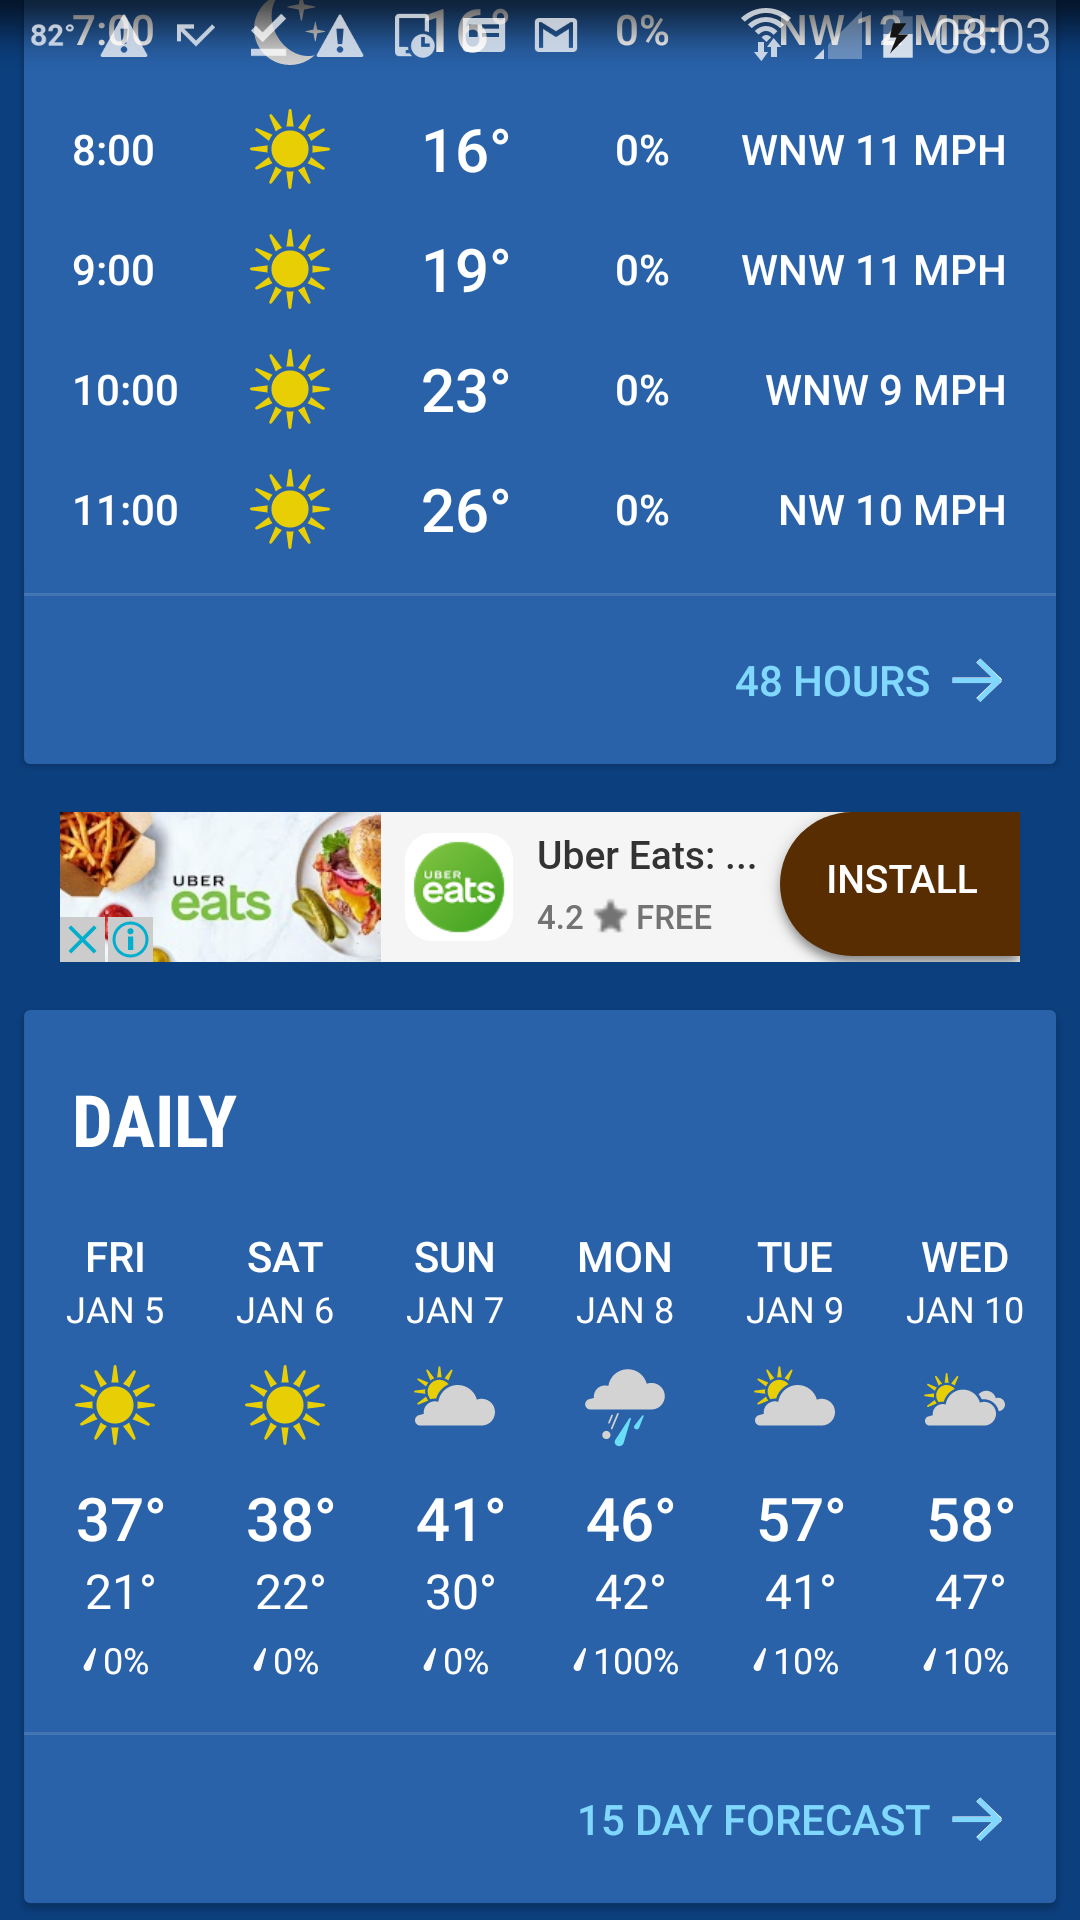 82° 08:03
7:00 16° 0% NW 12 MPH
8:00 16° 0% WNW 11 MPH
9:00 19° 0% WNW 11 MPH
10:00 23° 0% WNW 9 MPH
11:00 26° 0% NW 10 MPH
48 HOURS
UBER
eats
UBER
eats
Uber Eats: ...
4.2 ★ FREE
INSTALL
DAILY
FRI SAT SUN MON TUE WED
JAN 5 JAN 6 JAN 7 JAN 8 JAN 9 JAN 10
37° 38° 41° 46° 57° 58°
21° 22° 30° 42° 41° 47°
0% 0% 0% 100% 10% 10%
15 DAY FORECAST